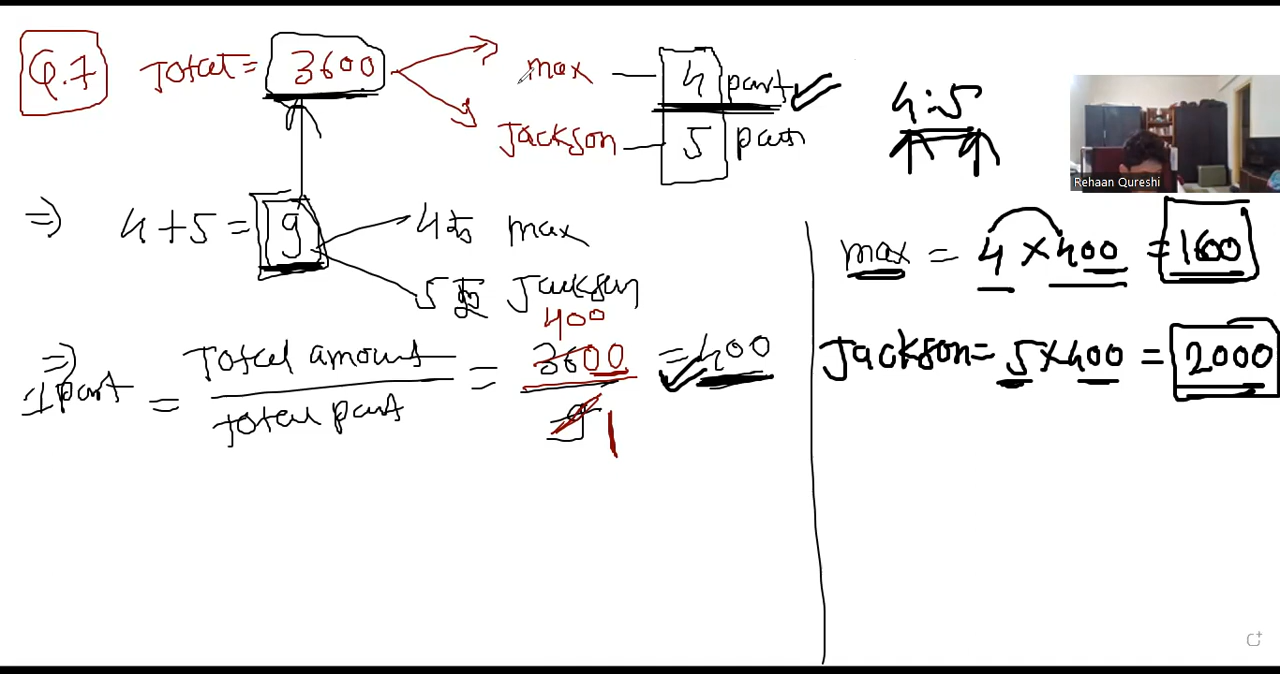 Q.7 Total = 3600 max — 4 part
Jackson — 5 part
4:5
Rehaan Qureshi
=> 4+5 = 9 4 to max
5 to Jackson
=> 1 part = Total amount / Total part = 3600 / 9 = 400
400
1
max = 4 × 400 = 1600
Jackson = 5 × 400 = 2000